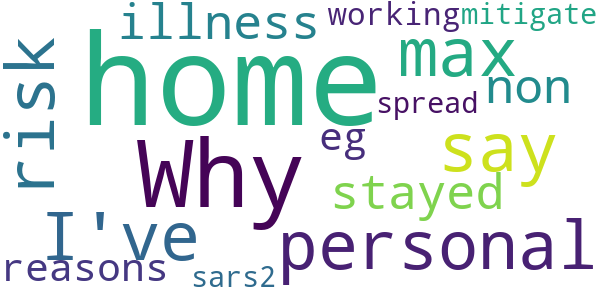 illness working mitigate
home max non
risk spread
Why eg say
stayed
I've personal
reasons sars2